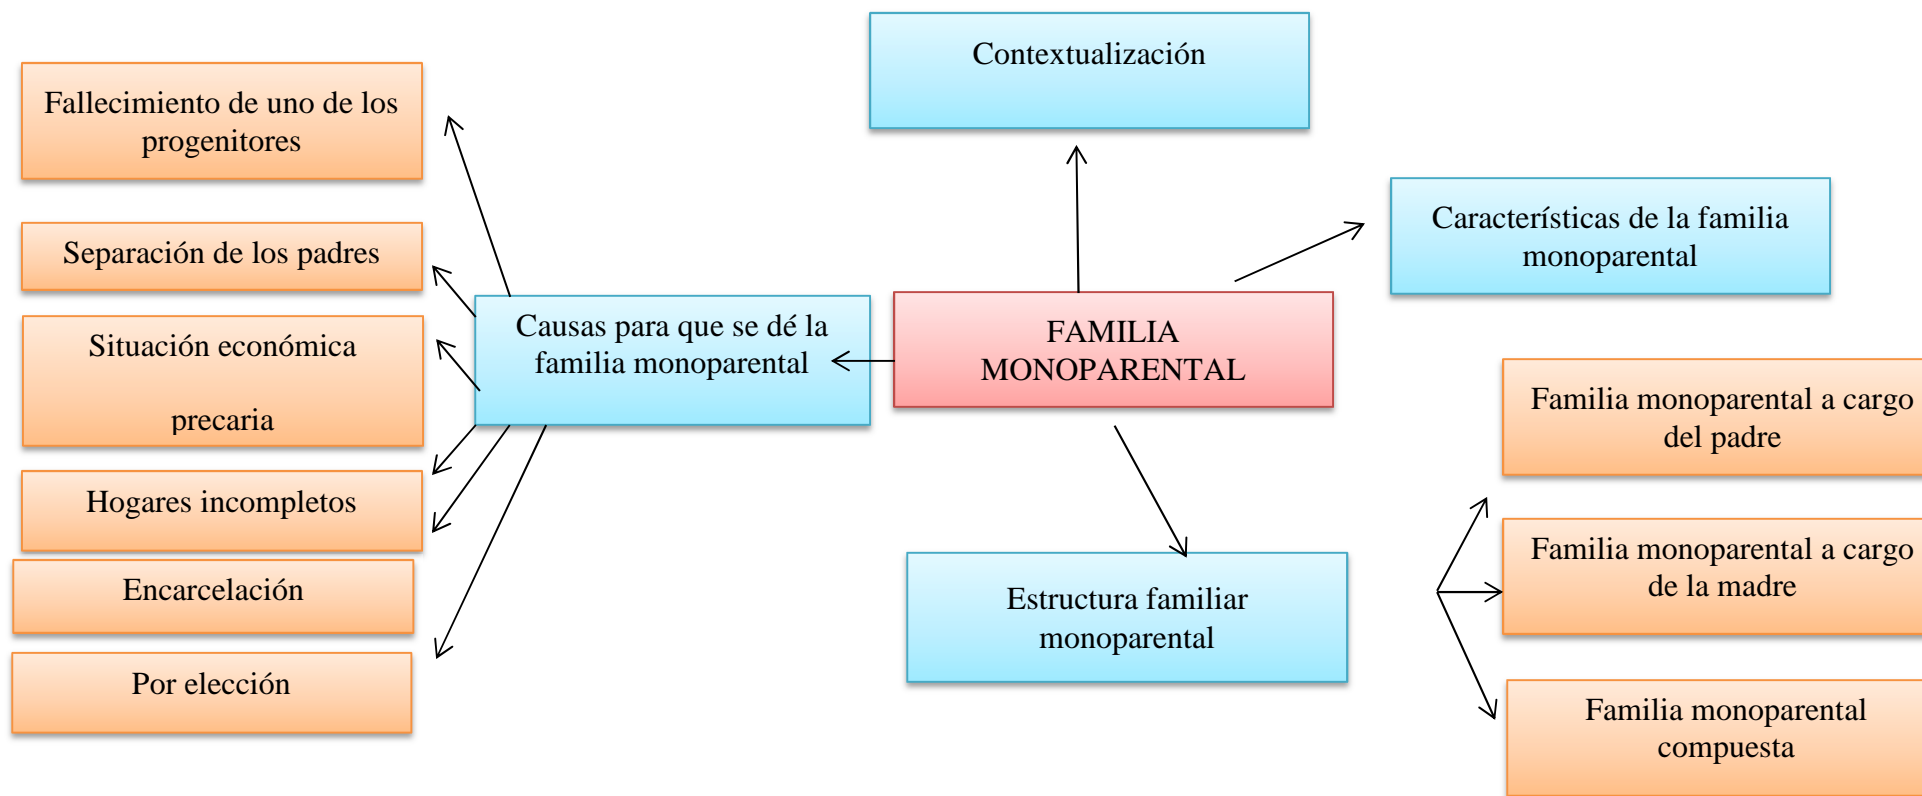 Contextualización
Fallecimiento de uno de los
progenitores
Características de la familia
monoparental
Separación de los padres
Situación económica
precaria
Causas para que se dé la
familia monoparental
FAMILIA
MONOPARENTAL
Familia monoparental a cargo
del padre
Hogares incompletos
Encarcelación
Por elección
Estructura familiar
monoparental
Familia monoparental a cargo
de la madre
Familia monoparental
compuesta